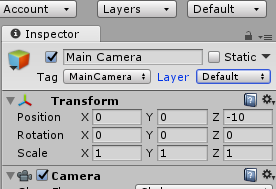 Account Layers Default
Inspector
Main Camera Static
Tag MainCamera Layer Default
Transform
Position X 0 Y 0 Z -10
Rotation X 0 Y 0 Z 0
Scale X 1 Y 1 Z 1
Camera